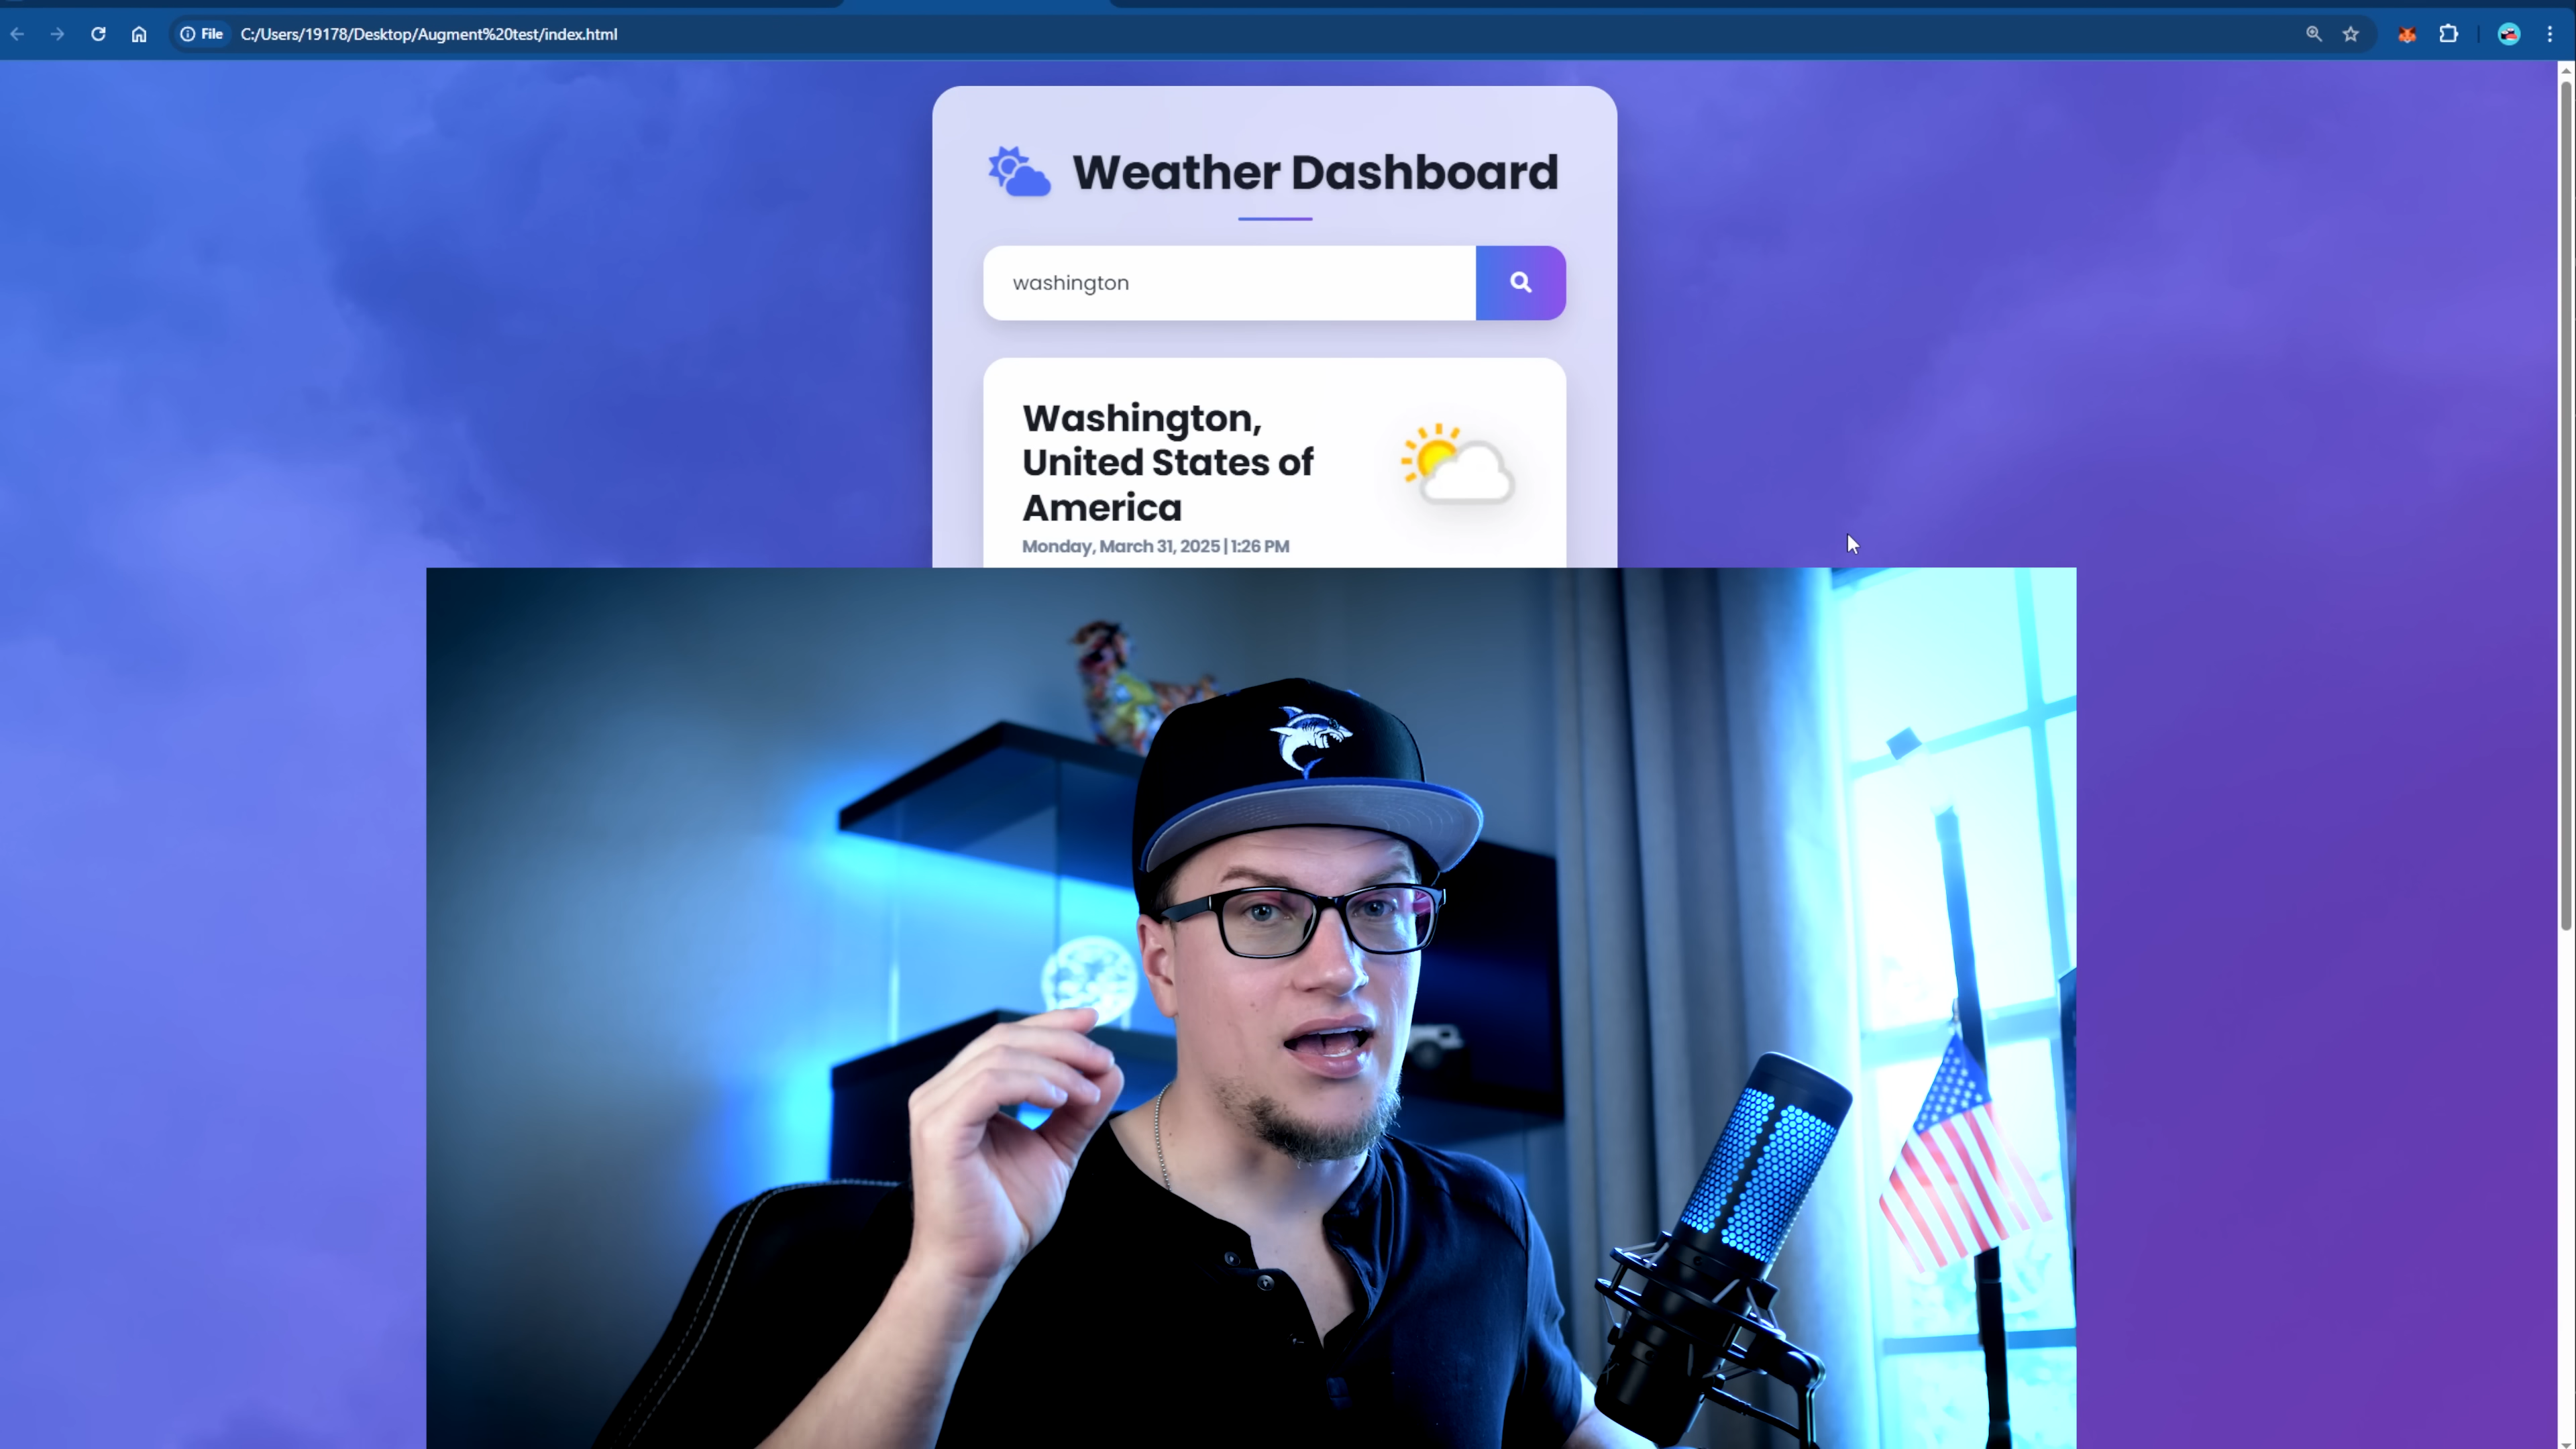 File C:/Users/19178/Desktop/Augment%20test/index.html
Weather Dashboard
washington
Washington,
United States of
America
Monday, March 31, 2025 | 1:26 PM